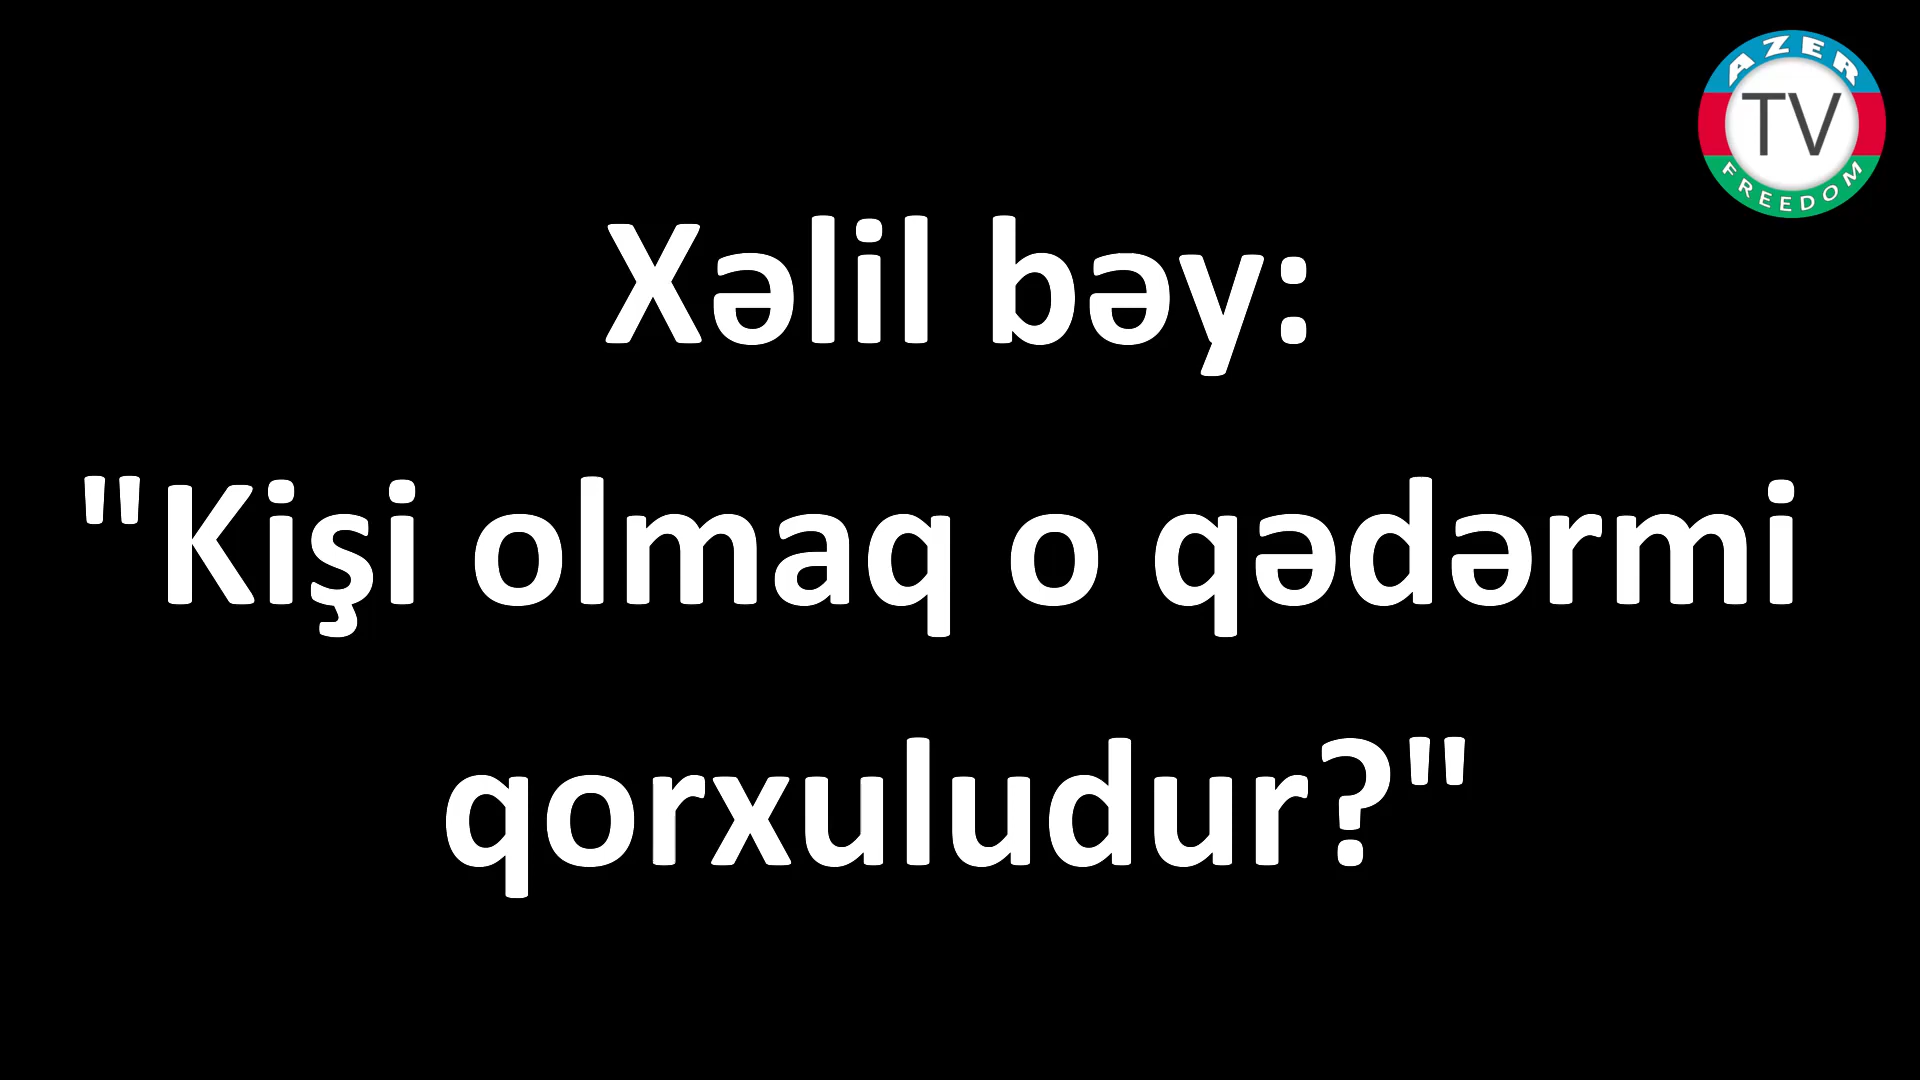 AZER
TV
FREEDOM
Xəlil bəy:
"Kişi olmaq o qədərmi
qorxuludur?"